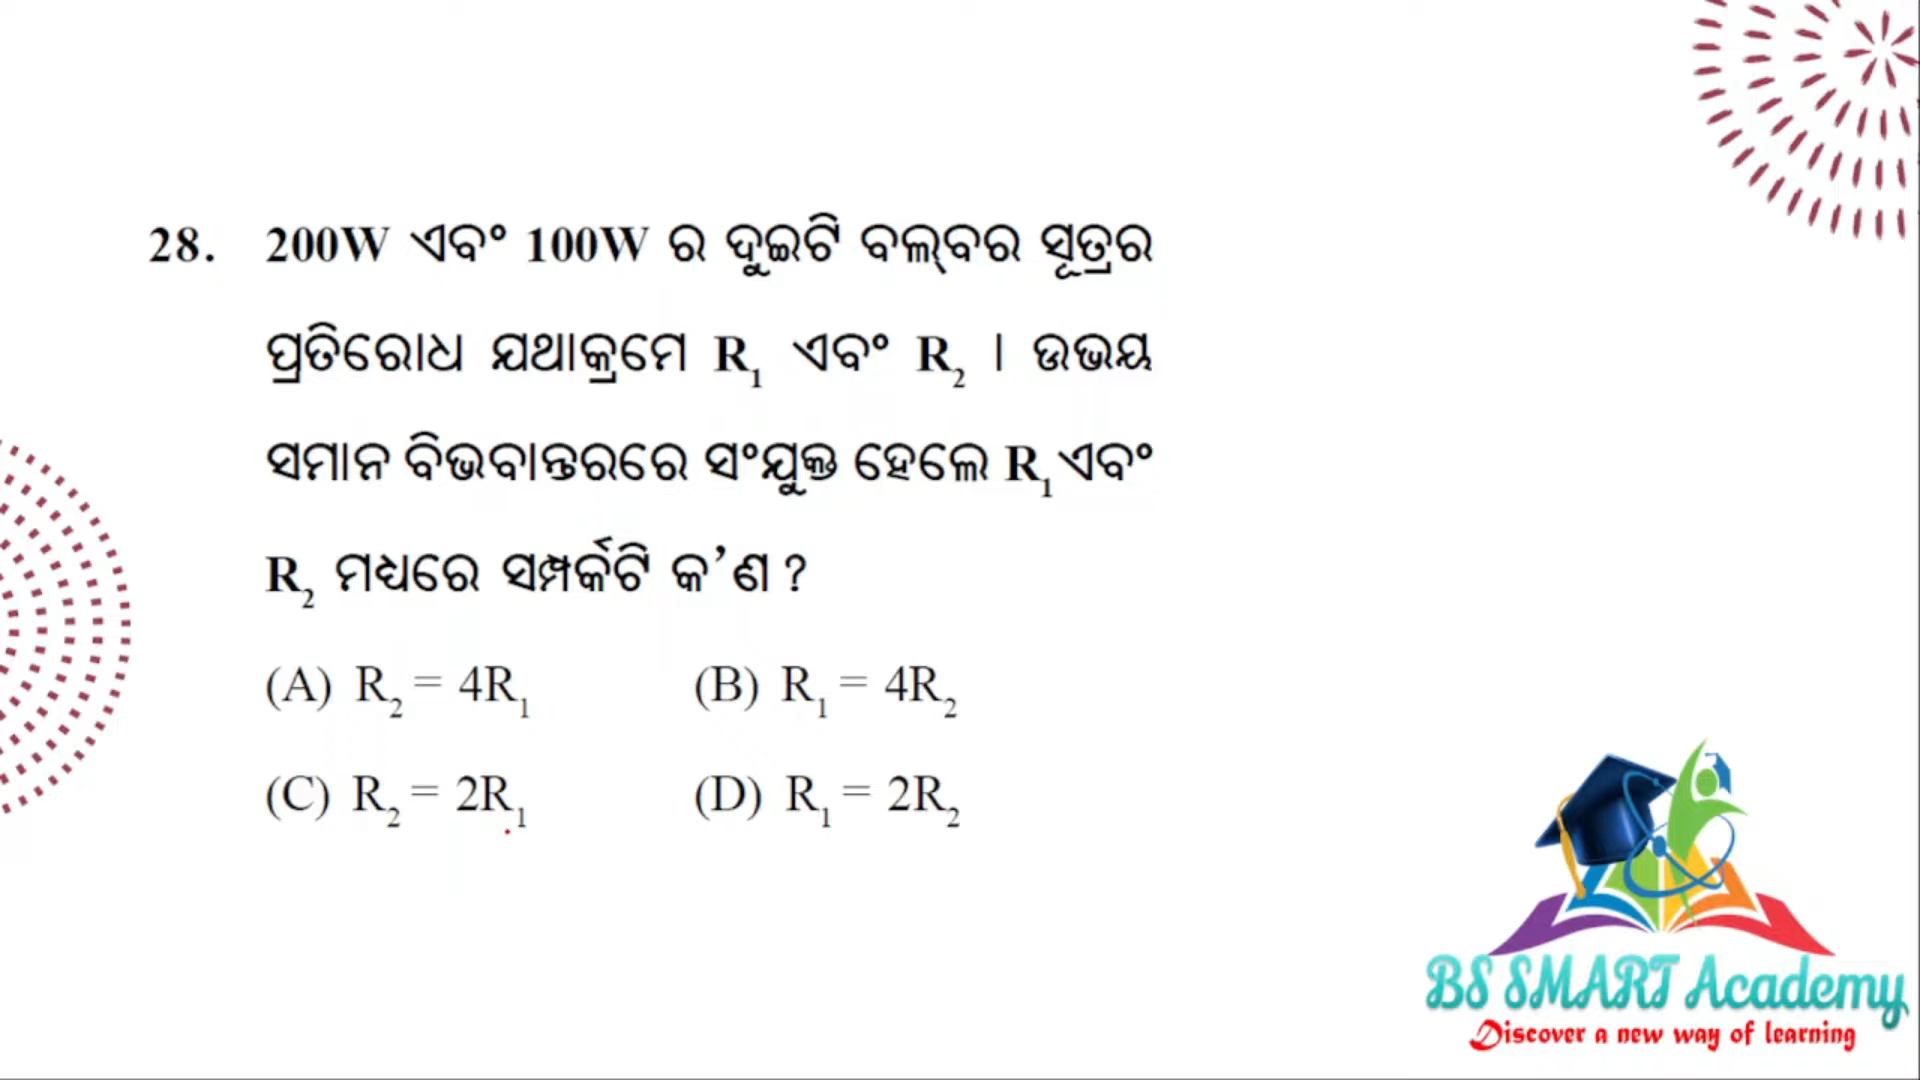 28. 200W ଏବଂ 100W ର ଦୁଇଟି ବଲ୍‌ବର ସୂତ୍ରର
ପ୍ରତିରୋଧ ଯଥାକ୍ରମେ R₁ ଏବଂ R₂ । ଉଭୟ
ସମାନ ବିଭବାନ୍ତରରେ ସଂଯୁକ୍ତ ହେଲେ R₁ ଏବଂ
R₂ ମଧ୍ୟରେ ସମ୍ପର୍କଟି କ’ଣ ?
(A) R₂ = 4R₁ (B) R₁ = 4R₂
(C) R₂ = 2R₁ (D) R₁ = 2R₂
BS SMART Academy
Discover a new way of learning